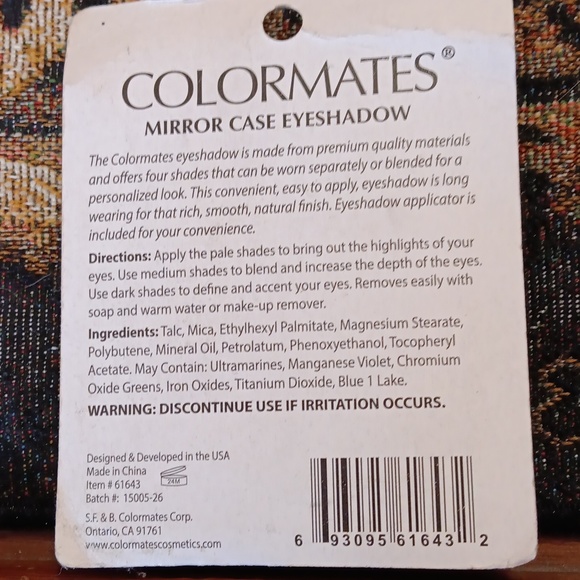 COLORMATES®
MIRROR CASE EYESHADOW
The Colormates eyeshadow is made from premium quality materials
and offers four shades that can be worn separately or blended for a
personalized look. This convenient, easy to apply, eyeshadow is long
wearing for that rich, smooth, natural finish. Eyeshadow applicator is
included for your convenience.
Directions: Apply the pale shades to bring out the highlights of your
eyes. Use medium shades to blend and increase the depth of the eyes.
Use dark shades to define and accent your eyes. Removes easily with
soap and warm water or make-up remover.
Ingredients: Talc, Mica, Ethylhexyl Palmitate, Magnesium Stearate,
Polybutene, Mineral Oil, Petrolatum, Phenoxyethanol, Tocopheryl
Acetate. May Contain: Ultramarines, Manganese Violet, Chromium
Oxide Greens, Iron Oxides, Titanium Dioxide, Blue 1 Lake.
WARNING: DISCONTINUE USE IF IRRITATION OCCURS.
Designed & Developed in the USA
Made in China
Item # 61643
24M
Batch #: 15005-26
S.F. & B. Colormates Corp.
Ontario, CA 91761
www.colormatescosmetics.com
6 93095 61643 2